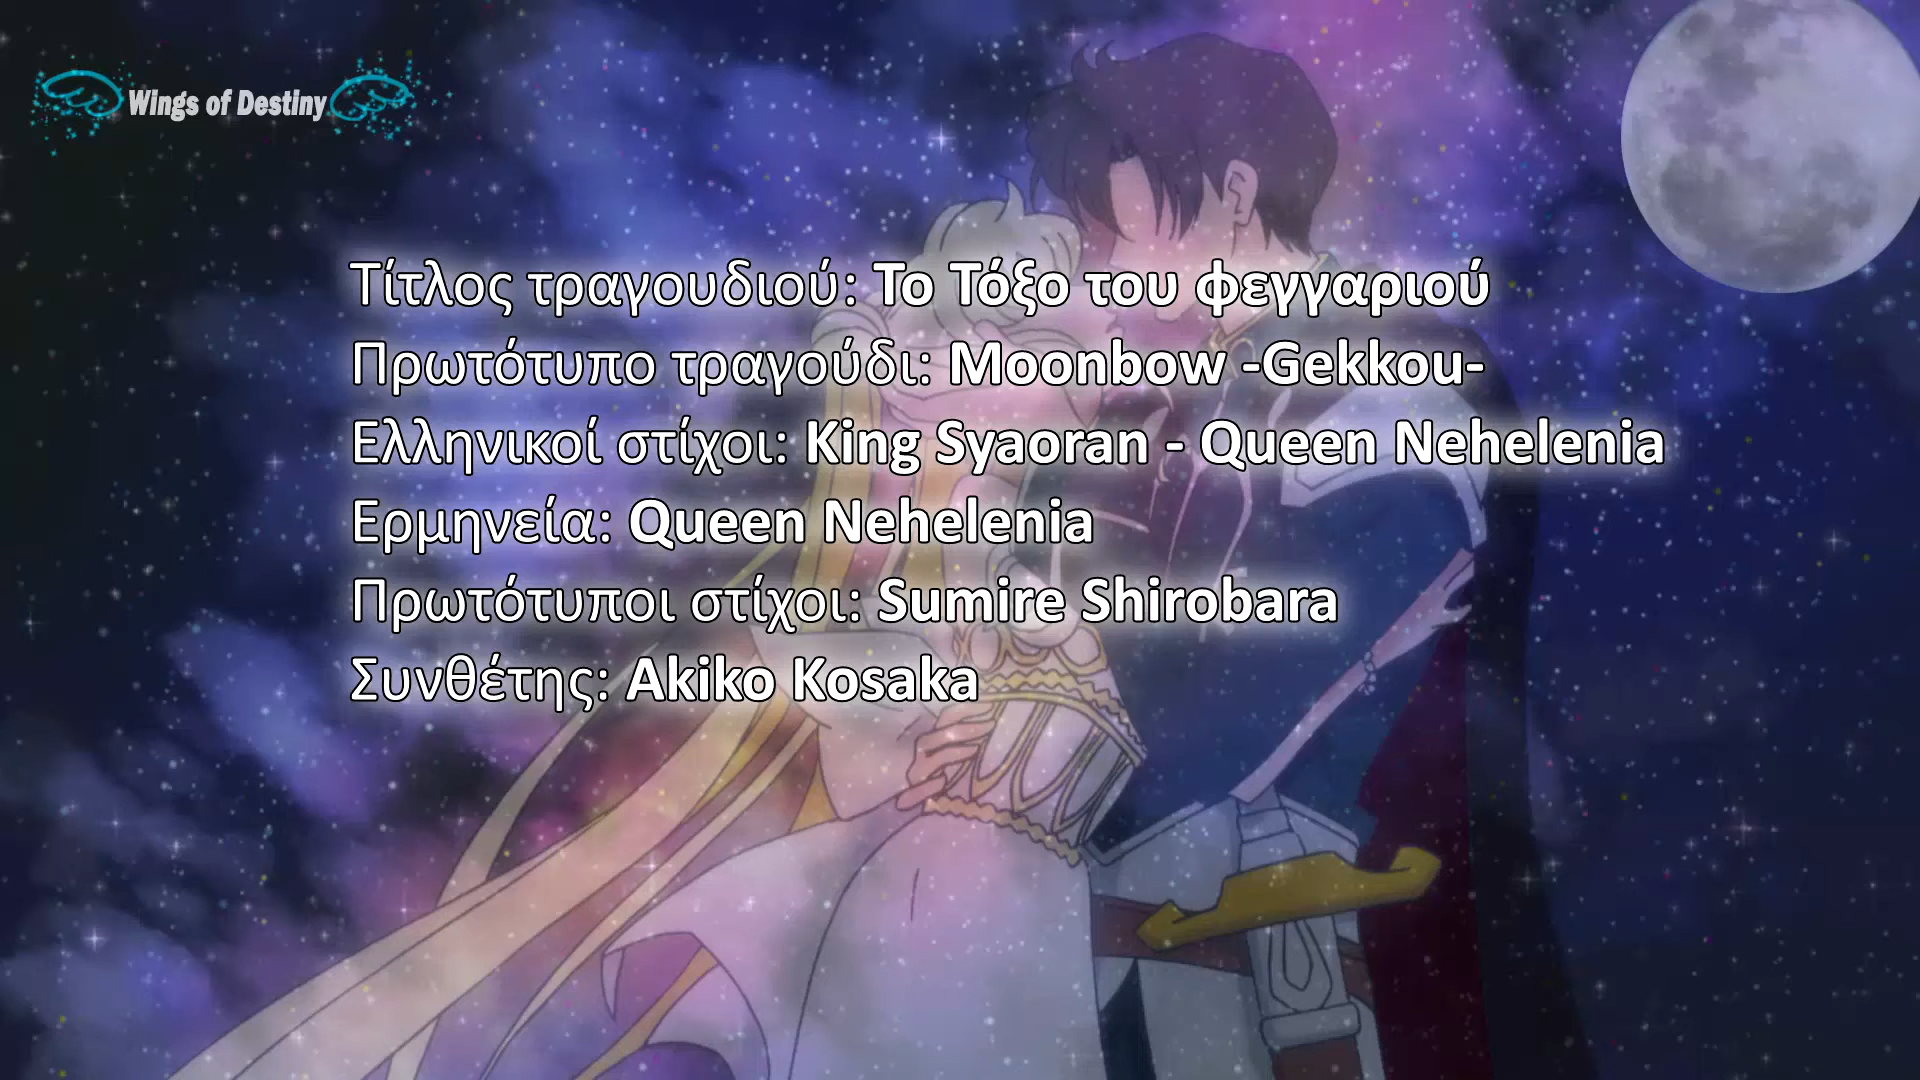 Wings of Destiny
Τίτλος τραγουδιού: Το Τόξο του φεγγαριού
Πρωτότυπο τραγούδι: Moonbow -Gekkou-
Ελληνικοί στίχοι: King Syaoran - Queen Nehelenia
Ερμηνεία: Queen Nehelenia
Πρωτότυποι στίχοι: Sumire Shirobara
Συνθέτης: Akiko Kosaka